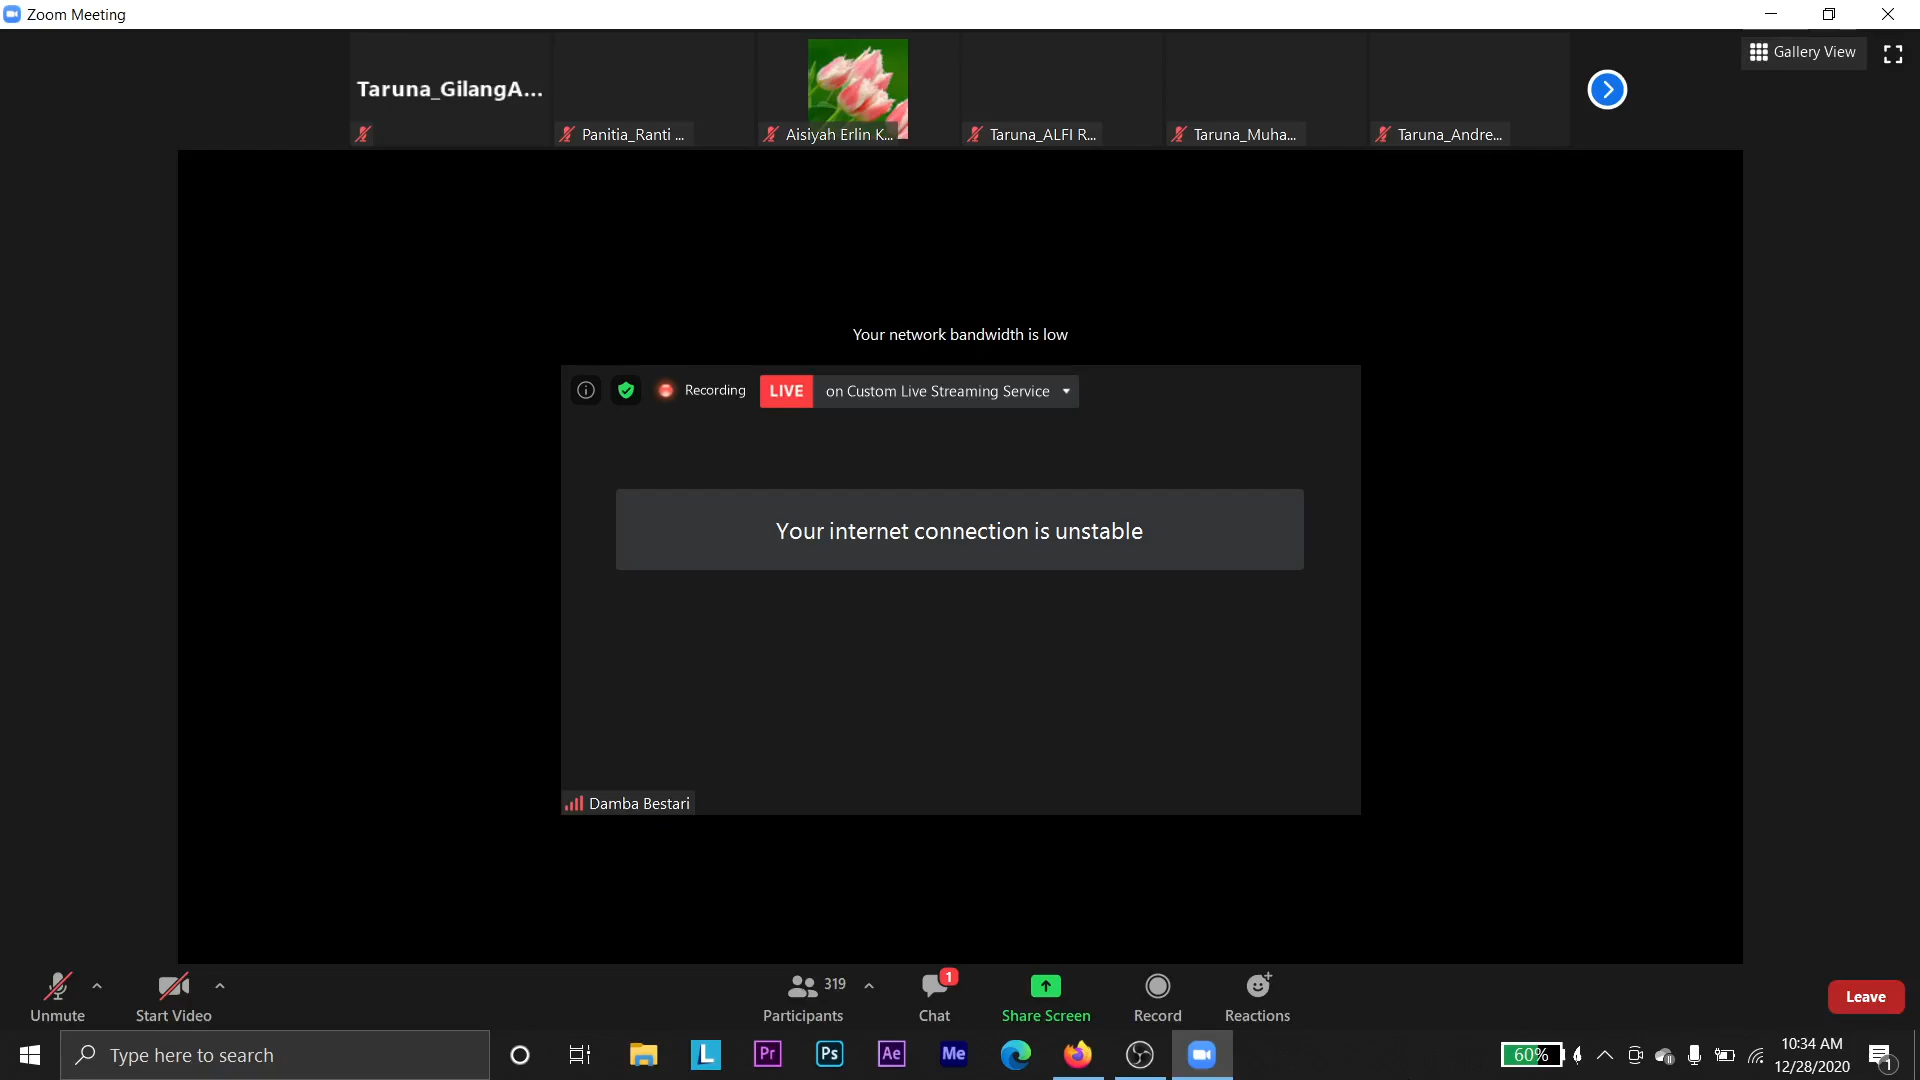 Zoom Meeting
Gallery View
Taruna_GilangA...
Panitia_Ranti ...
Aisiyah Erlin K...
Taruna_ALFI R...
Taruna_Muha...
Taruna_Andre...
Your network bandwidth is low
Recording
LIVE on Custom Live Streaming Service
Your internet connection is unstable
Damba Bestari
319
1
Unmute
Start Video
Participants
Chat
Share Screen
Record
Reactions
Leave
Type here to search
L
Pr
Ps
Ae
Me
60%
10:34 AM
12/28/2020
1